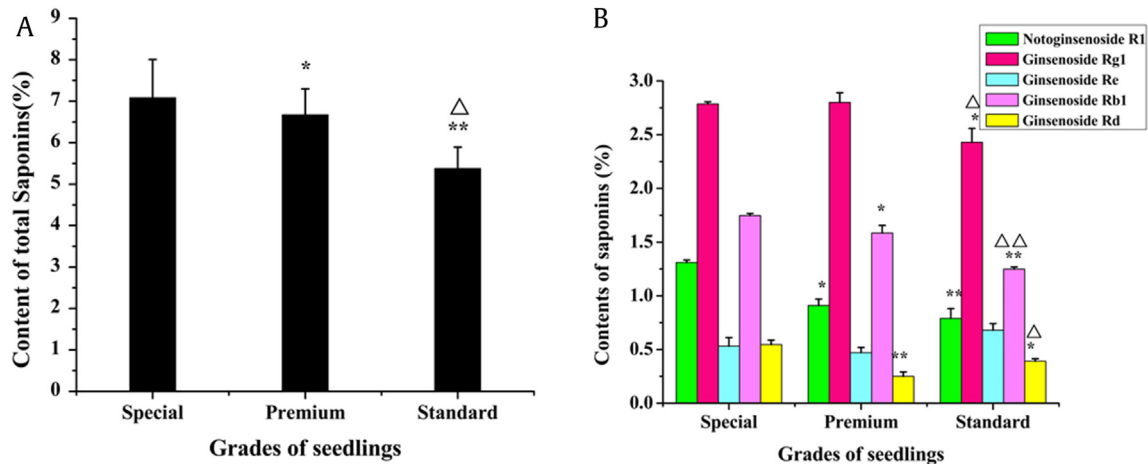 A
Content of total Saponins(%)
9
8
7
6
5
4
3
2
1
0
*
△
**
Special Premium Standard
Grades of seedlings
B
Notoginsenoside R1
Ginsenoside Rg1
Ginsenoside Re
Ginsenoside Rb1
Ginsenoside Rd
Contents of saponins (%)
3.0
2.5
2.0
1.5
1.0
0.5
0.0
*
*
**
**
△
*
△△
**
△
*
Special Premium Standard
Grades of seedlings